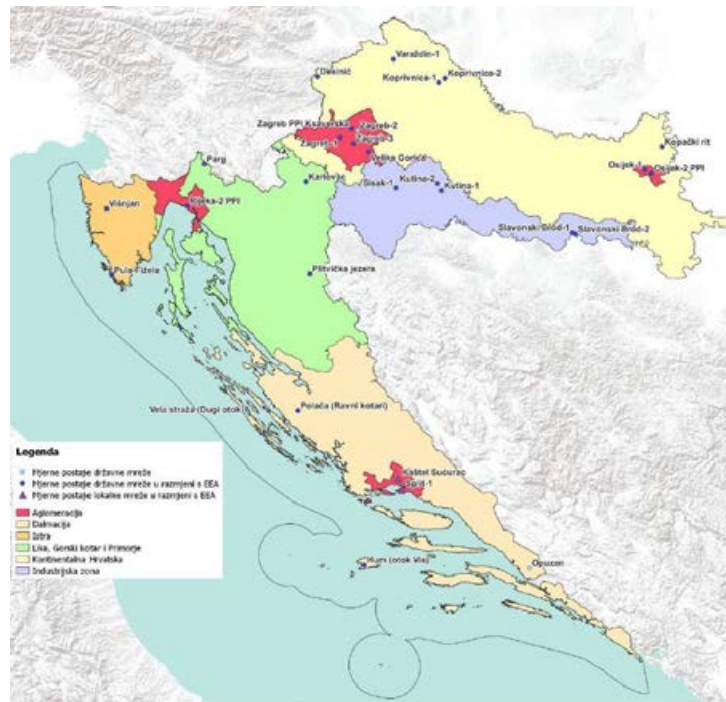 Desinić
Varaždin-1
Koprivnica-1
Koprivnica-2
Zagreb PPI Ksaverska
Zagreb-2
Zagreb-1
Zagreb-3
Velika Gorica
Kopački rit
Osijek-1
Osijek-2 PPI
Parg
Karlovac
Sisak-1
Kutina-2
Kutina-1
Višnjan
Rijeka-2 PPI
Slavonski Brod-1
Slavonski Brod-2
Pula Fižela
Plitvička jezera
Polača (Ravni kotari)
Vela straža (Dugi otok)
Kaštel Sućurac
Split-1
Hum (otok Vis)
Opuzen
Legenda
Mjerne postaje državne mreže
Mjerne postaje državne mreže u razmjeni s EEA
Mjerne postaje lokalne mreže u razmjeni s EEA
Aglomeracija
Dalmacija
Istra
Lika, Gorski kotar i Primorje
Kontinentalna Hrvatska
Industrijska zona